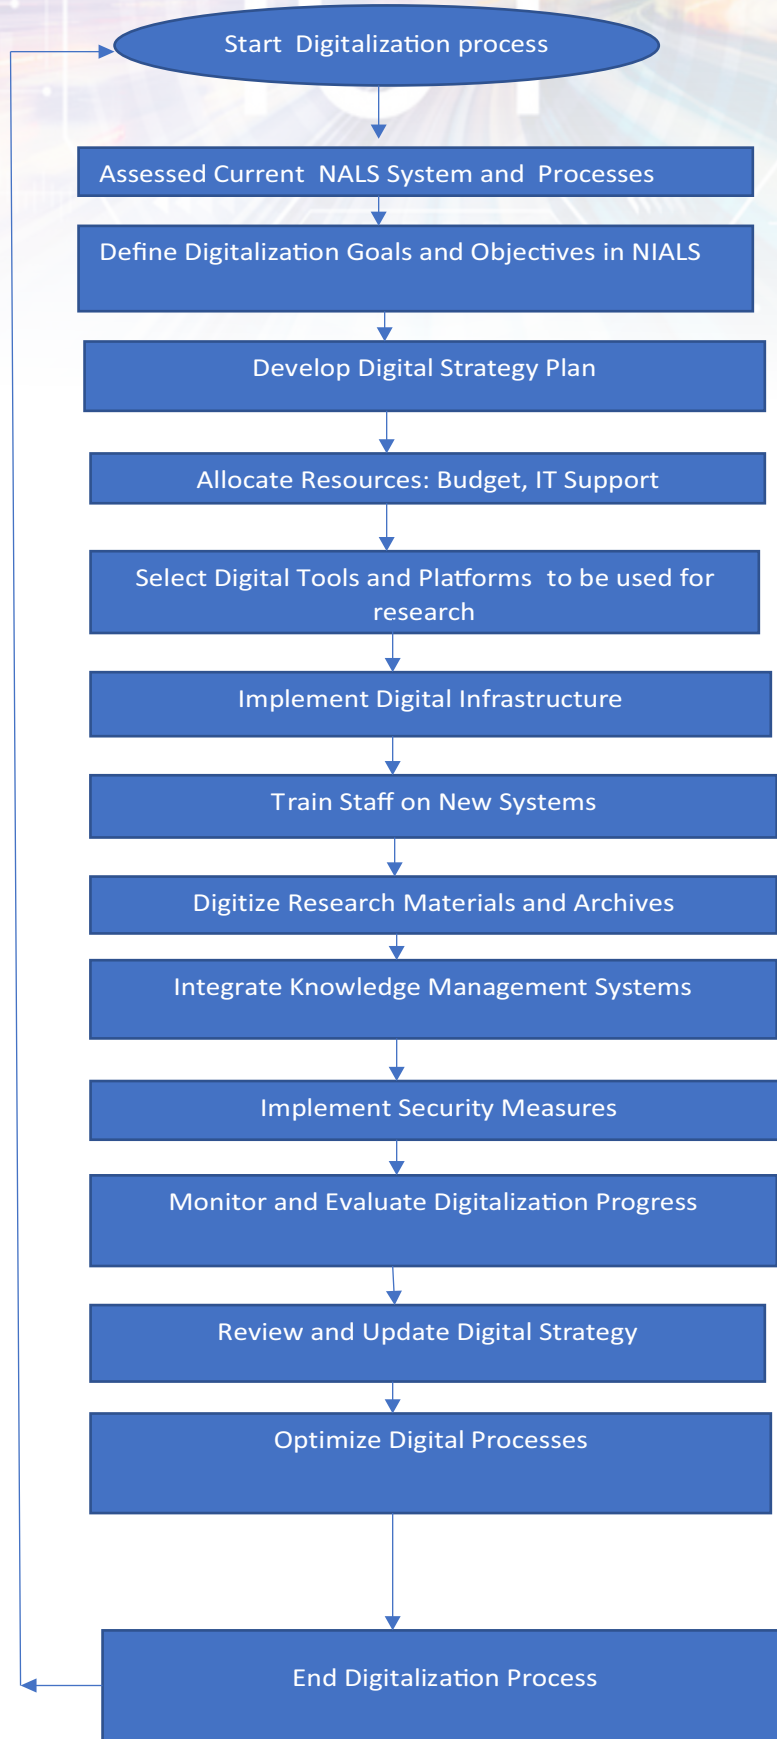 Start Digitalization process
Assessed Current NALS System and Processes
Define Digitalization Goals and Objectives in NIALS
Develop Digital Strategy Plan
Allocate Resources: Budget, IT Support
Select Digital Tools and Platforms to be used for
research
Implement Digital Infrastructure
Train Staff on New Systems
Digitize Research Materials and Archives
Integrate Knowledge Management Systems
Implement Security Measures
Monitor and Evaluate Digitalization Progress
Review and Update Digital Strategy
Optimize Digital Processes
End Digitalization Process